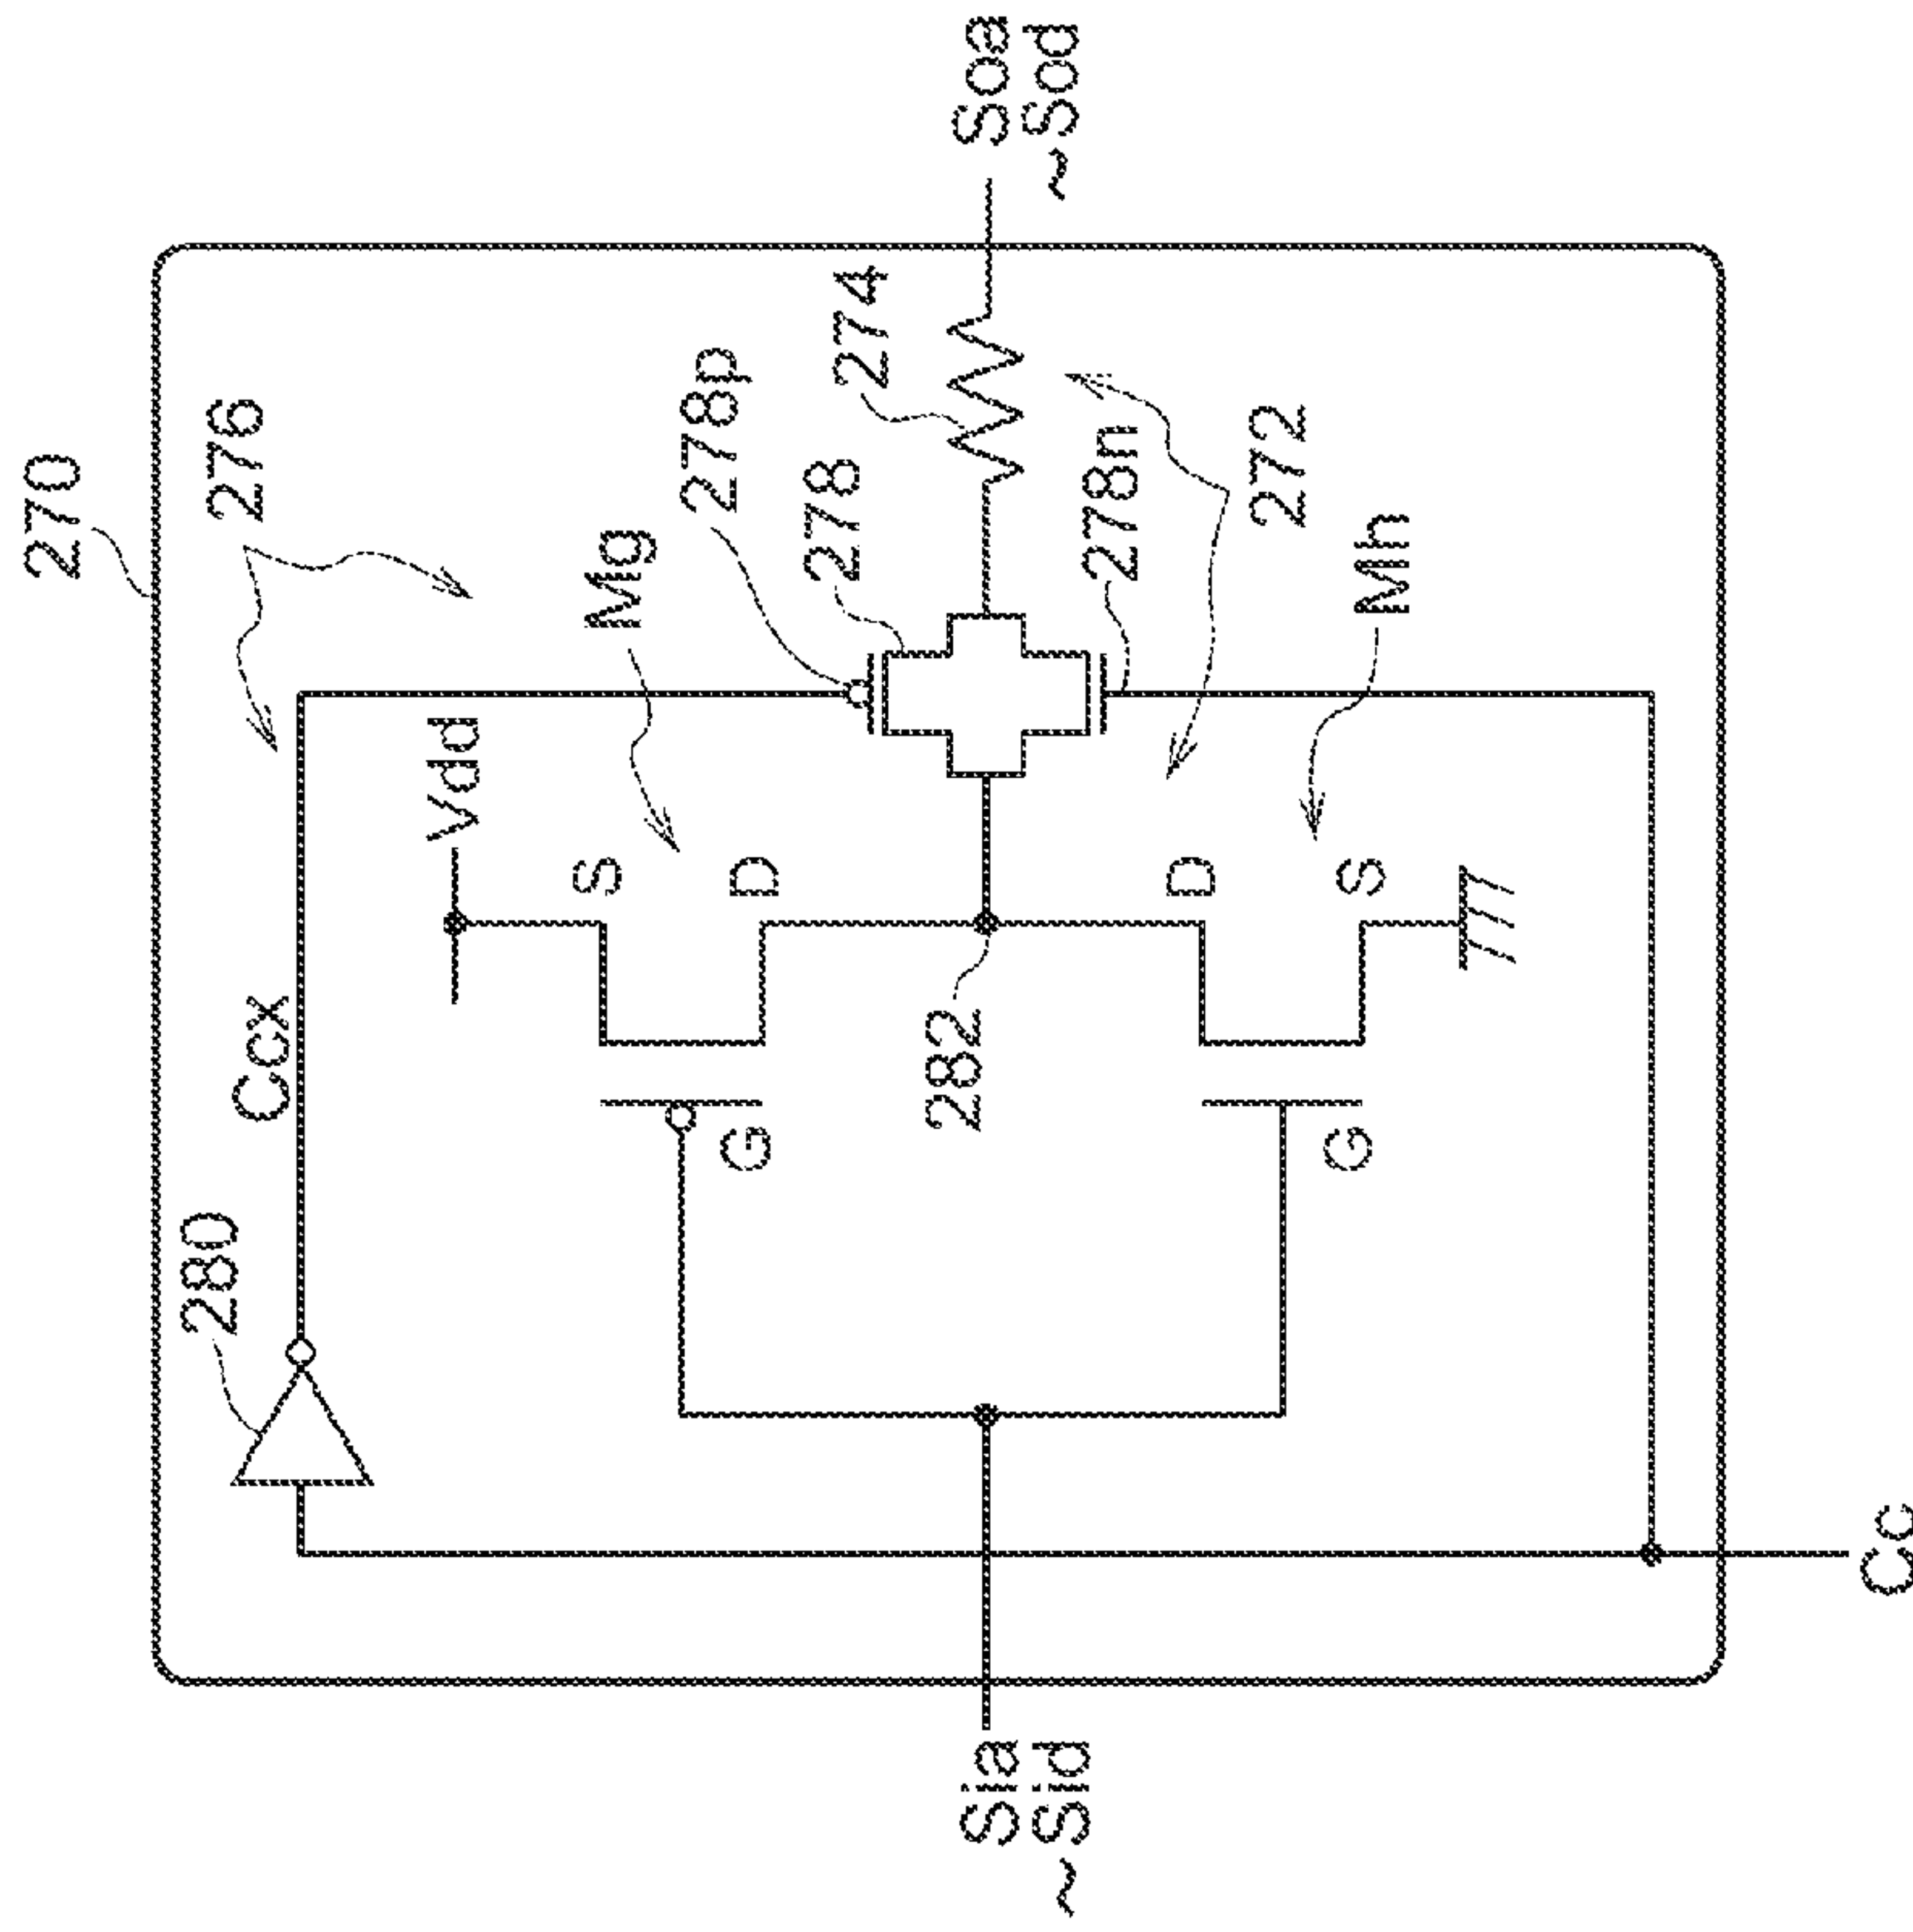 270
276
Ccx
280
Vdd
S
Mg
D
G
278p
278
274
282
278n
272
D
Mh
S
G
Sia
~Sid
Soa
~Sod
Cc